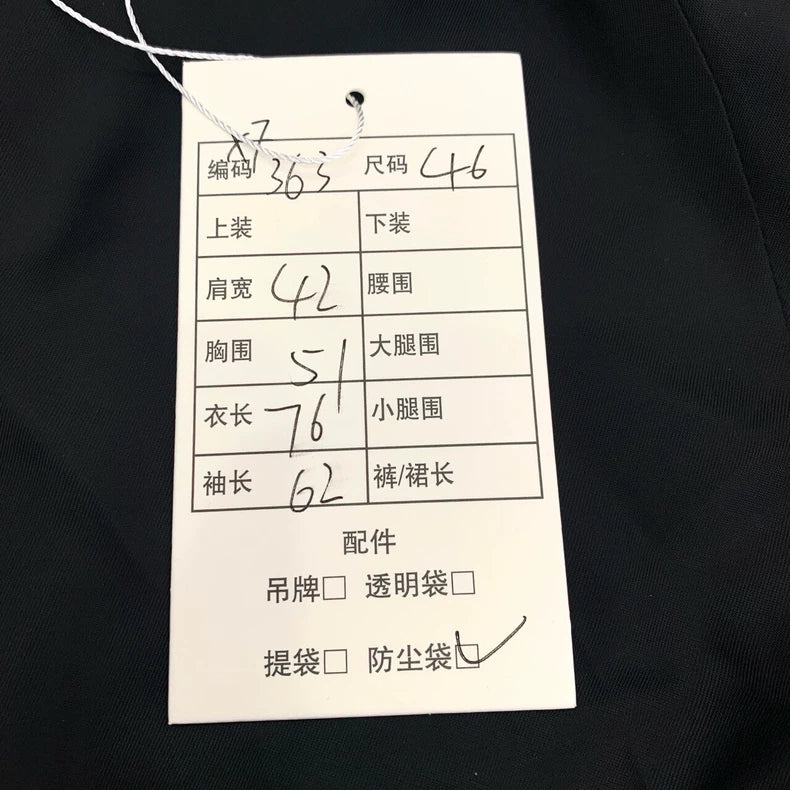 X7
编码 363 尺码 46
上装 下装
肩宽 42 腰围
胸围 51 大腿围
衣长 76 小腿围
袖长 62 裤/裙长
配件
吊牌□ 透明袋□
提袋□ 防尘袋☑